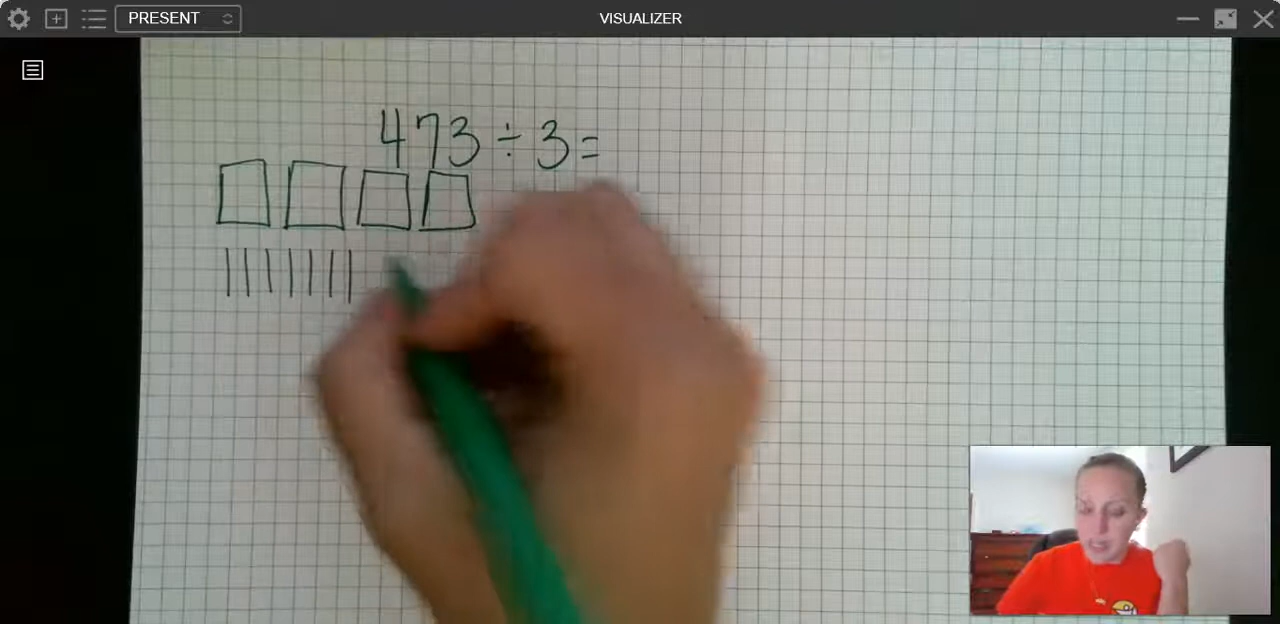 PRESENT
VISUALIZER
473 ÷ 3 =